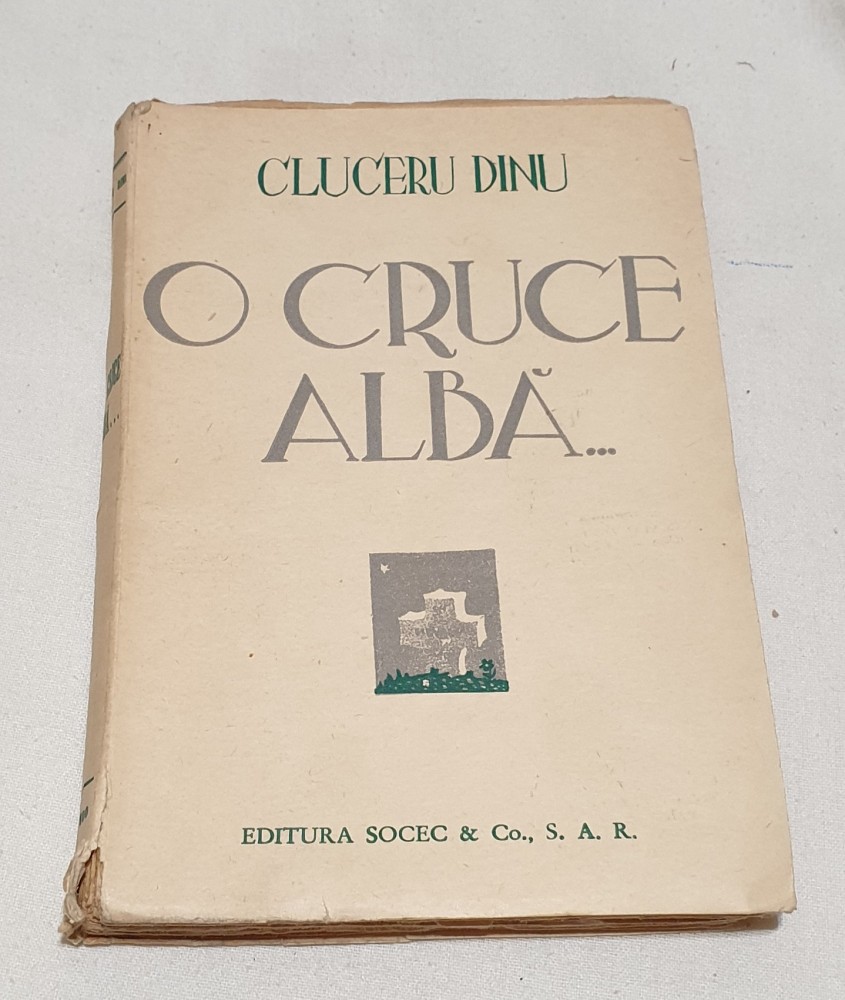 CLUCERU DINU
O CRUCE
ALBĂ...
EDITURA SOCEC & Co., S. A. R.